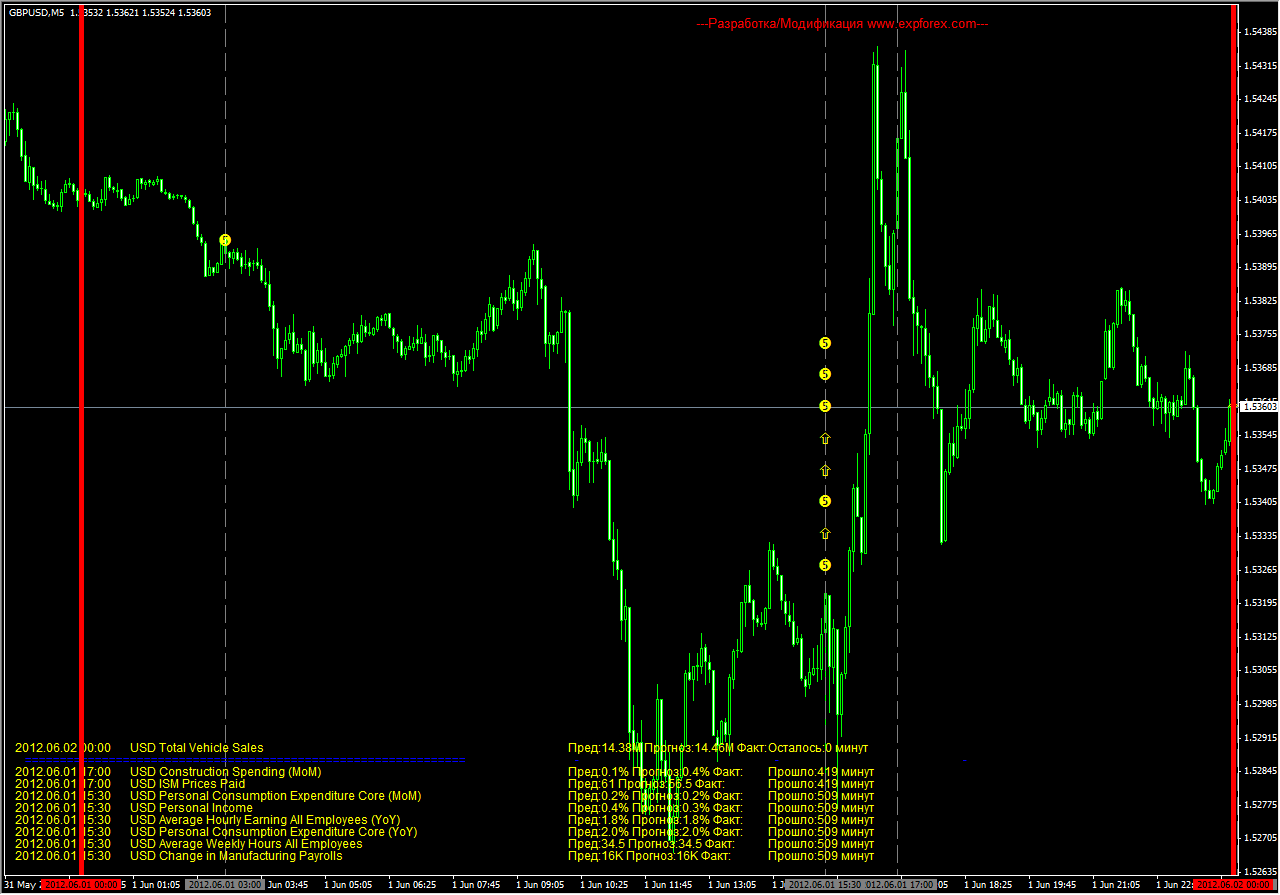 GBPUSD,M5 1.53532 1.53621 1.53524 1.53603
---Разработка/Модификация www.expforex.com---
1.54385
1.54315
1.54245
1.54175
1.54105
1.54035
1.53965
1.53895
1.53825
1.53755
1.53685
1.53603
1.53545
1.53475
1.53405
1.53335
1.53265
1.53195
1.53125
1.53055
1.52985
1.52915
1.52845
1.52775
1.52705
1.52635
2012.06.02 00:00 USD Total Vehicle Sales Пред:14.38M Прогноз:14.46M Факт: Осталось:0 минут
2012.06.01 17:00 USD Construction Spending (MoM) Пред:0.1% Прогноз:0.4% Факт: Прошло:419 минут
2012.06.01 17:00 USD ISM Prices Paid Пред:61 Прогноз:56.5 Факт: Прошло:419 минут
2012.06.01 15:30 USD Personal Consumption Expenditure Core (MoM) Пред:0.2% Прогноз:0.2% Факт: Прошло:509 минут
2012.06.01 15:30 USD Personal Income Пред:0.4% Прогноз:0.3% Факт: Прошло:509 минут
2012.06.01 15:30 USD Average Hourly Earning All Employees (YoY) Пред:1.8% Прогноз:1.8% Факт: Прошло:509 минут
2012.06.01 15:30 USD Personal Consumption Expenditure Core (YoY) Пред:2.0% Прогноз:2.0% Факт: Прошло:509 минут
2012.06.01 15:30 USD Average Weekly Hours All Employees Пред:34.5 Прогноз:34.5 Факт: Прошло:509 минут
2012.06.01 15:30 USD Change in Manufacturing Payrolls Пред:16K Прогноз:16K Факт: Прошло:509 минут
31 May 2012.06.01 00:00 1 Jun 01:05 2012.06.01 03:00 Jun 03:45 1 Jun 05:05 1 Jun 06:25 1 Jun 07:45 1 Jun 09:05 1 Jun 10:25 1 Jun 11:45 1 Jun 13:05 2012.06.01 15:30 2012.06.01 17:00 1 Jun 18:25 1 Jun 19:45 1 Jun 21:05 1 Jun 22: 2012.06.02 00:00